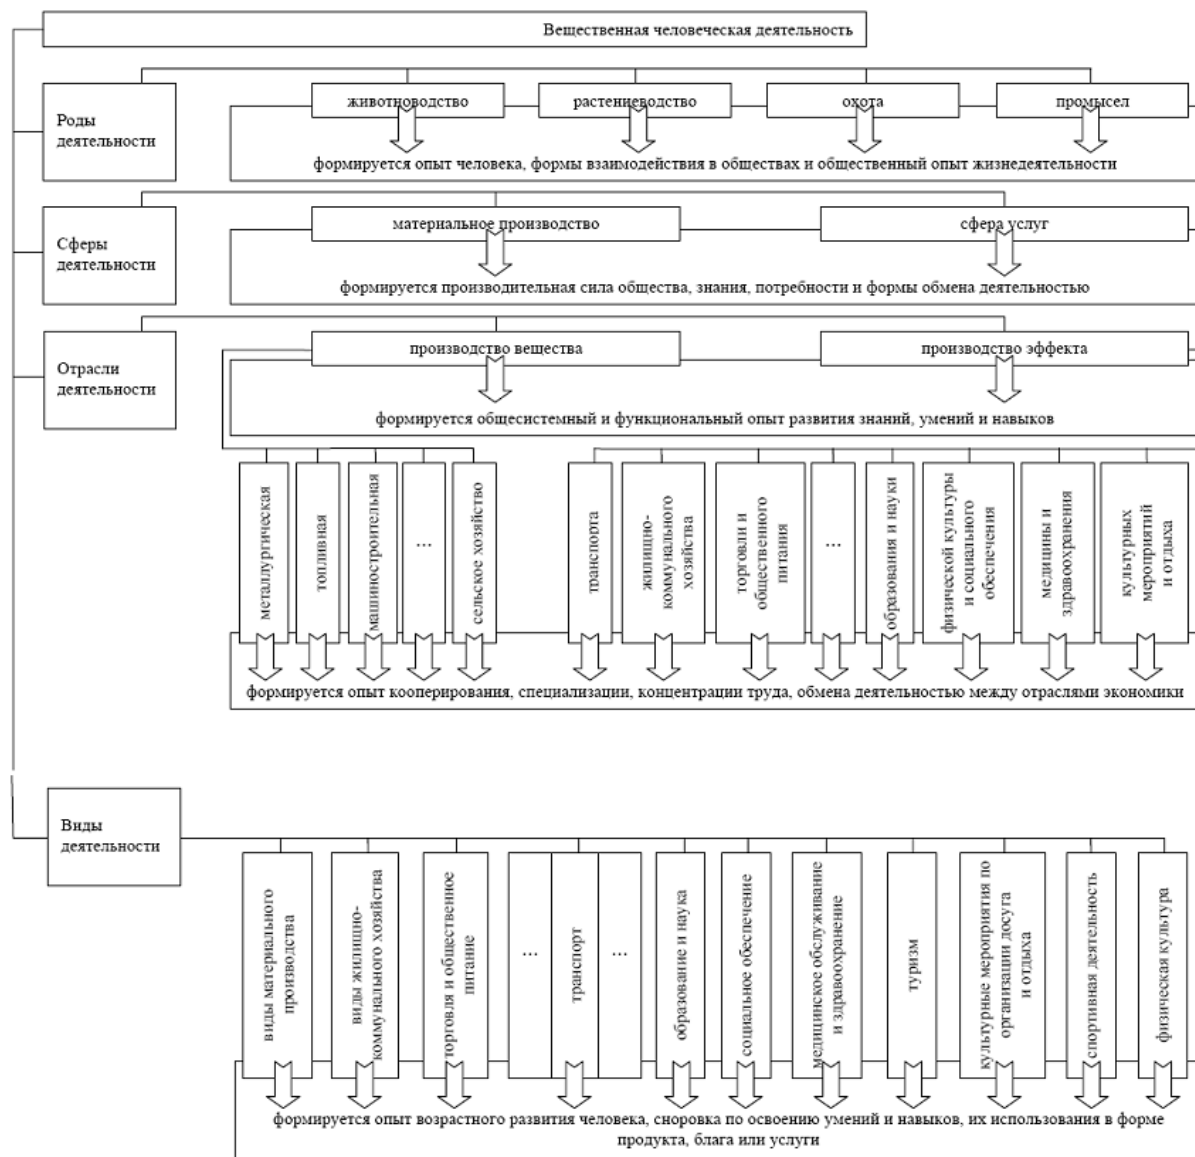 Вещественная человеческая деятельность
Роды
деятельности
животноводство
растениеводство
охота
промысел
формируется опыт человека, формы взаимодействия в обществах и общественный опыт жизнедеятельности
Сферы
деятельности
материальное производство
сфера услуг
формируется производительная сила общества, знания, потребности и формы обмена деятельностью
Отрасли
деятельности
производство вещества
производство эффекта
формируется общесистемный и функциональный опыт развития знаний, умений и навыков
металлургическая
топливная
машиностроительная
...
сельское хозяйство
транспорта
жилищно-
коммунального
хозяйства
торговли и
общественного
питания
...
образования и науки
физической культуры
и социального
обеспечения
медицины и
здравоохранения
культурных
мероприятий
и отдыха
формируется опыт кооперирования, специализации, концентрации труда, обмена деятельностью между отраслями экономики
Виды
деятельности
виды материального
производства
виды жилищно-
коммунального хозяйства
торговля и общественное
питание
...
транспорт
...
образование и наука
социальное обеспечение
медицинское обслуживание
и здравоохранение
туризм
культурные мероприятия по
организации досуга
и отдыха
спортивная деятельность
физическая культура
формируется опыт возрастного развития человека, сноровка по освоению умений и навыков, их использования в форме
продукта, блага или услуги